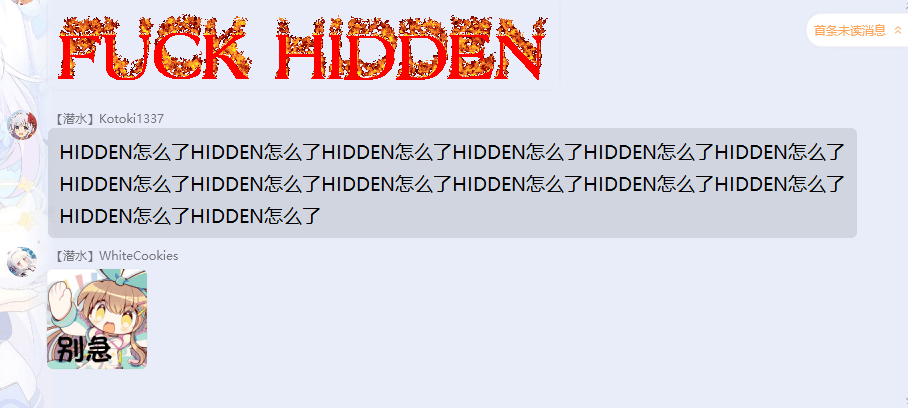 FUCK HIDDEN
首条未读消息
【潜水】Kotoki1337
HIDDEN怎么了HIDDEN怎么了HIDDEN怎么了HIDDEN怎么了HIDDEN怎么了HIDDEN怎么了
HIDDEN怎么了HIDDEN怎么了HIDDEN怎么了HIDDEN怎么了HIDDEN怎么了HIDDEN怎么了
HIDDEN怎么了HIDDEN怎么了
【潜水】WhiteCookies
别急